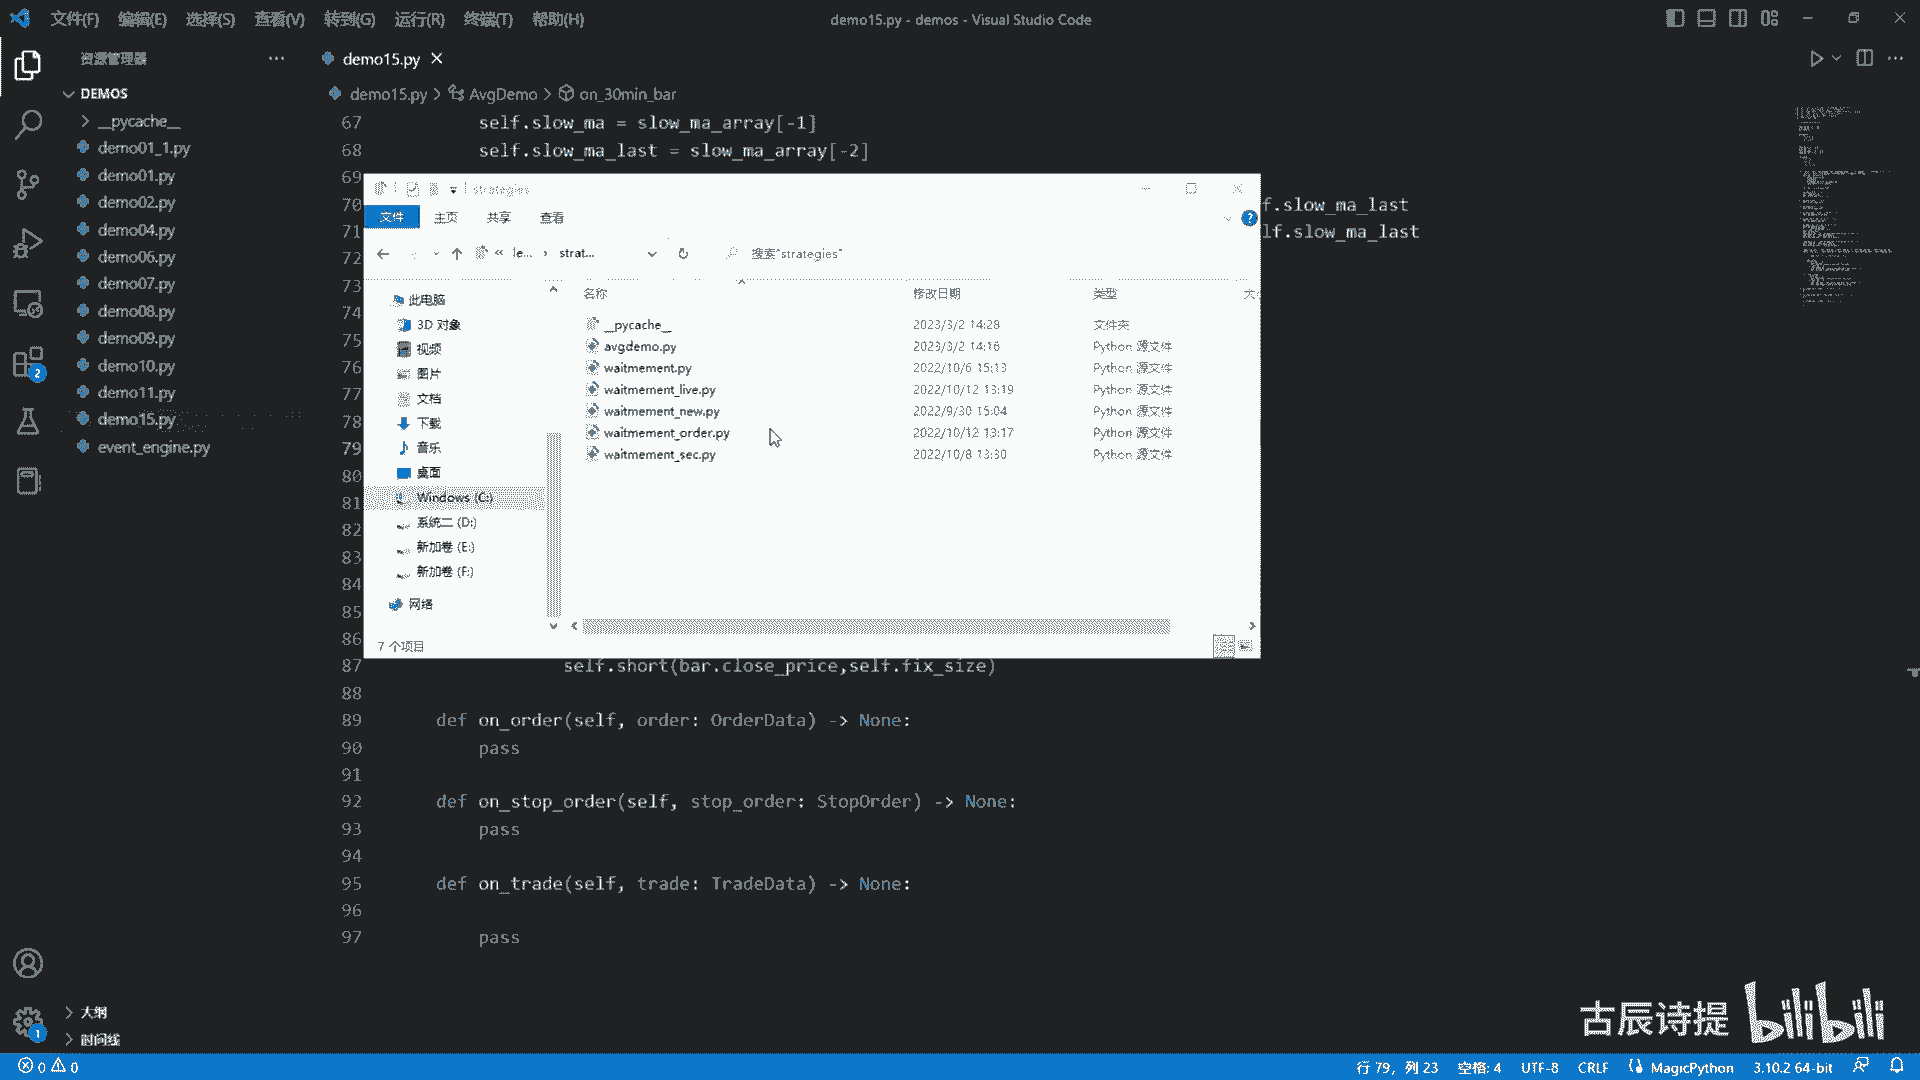 文件(F) 编辑(E) 选择(S) 查看(V) 转到(G) 运行(R) 终端(T) 帮助(H)
demo15.py - demos - Visual Studio Code
资源管理器
DEMOS
__pycache__
demo01_1.py
demo01.py
demo02.py
demo04.py
demo06.py
demo07.py
demo08.py
demo09.py
demo10.py
demo11.py
demo15.py
event_engine.py
大纲
时间线
demo15.py
demo15.py > AvgDemo > on_30min_bar
67 self.slow_ma = slow_ma_array[-1]
68 self.slow_ma_last = slow_ma_array[-2]
69
70 f.slow_ma_last
71 lf.slow_ma_last
72
73
74
75
76
77
78
79
80
81
82
83
84
85
86
87 self.short(bar.close_price,self.fix_size)
88
89 def on_order(self, order: OrderData) -> None:
90 pass
91
92 def on_stop_order(self, stop_order: StopOrder) -> None:
93 pass
94
95 def on_trade(self, trade: TradeData) -> None:
96
97 pass
strategies
文件 主页 共享 查看
« le... › strat...
搜索"strategies"
此电脑
3D 对象
视频
图片
文档
下载
音乐
桌面
Windows (C:)
系统二 (D:)
新加卷 (E:)
新加卷 (F:)
网络
名称 修改日期 类型 大
__pycache__ 2023/3/2 14:28 文件夹
avgdemo.py 2023/3/2 14:16 Python 源文件
waitmement.py 2022/10/6 15:13 Python 源文件
waitmement_live.py 2022/10/12 13:19 Python 源文件
waitmement_new.py 2022/9/30 15:04 Python 源文件
waitmement_order.py 2022/10/12 13:17 Python 源文件
waitmement_sec.py 2022/10/8 13:30 Python 源文件
7 个项目
古辰诗提 bilibili
2
1
0 0
行 79, 列 23 空格: 4 UTF-8 CRLF MagicPython 3.10.2 64-bit